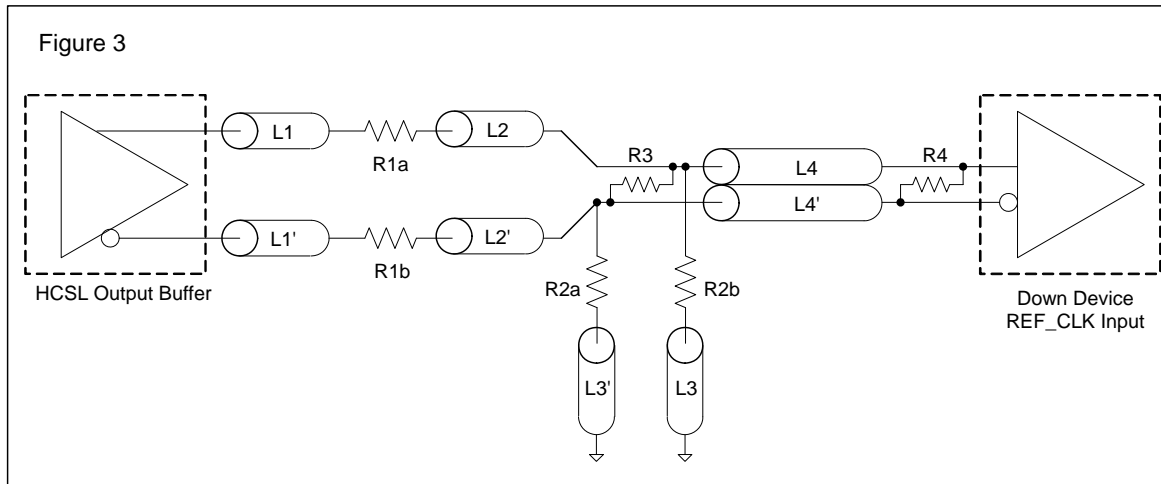 Figure 3
L1
R1a
L2
R3
L4
R4
L4'
L1'
R1b
L2'
HCSL Output Buffer
R2a
R2b
Down Device
REF_CLK Input
L3'
L3